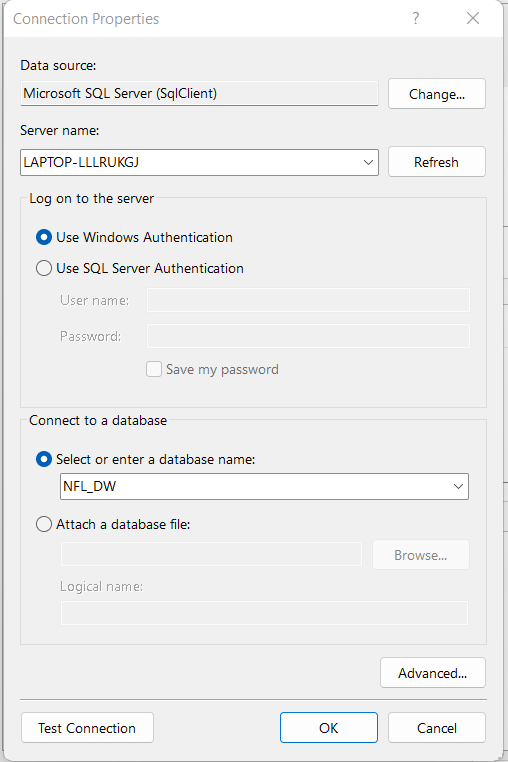 Connection Properties
?
Data source:
Microsoft SQL Server (SqlClient)
Change...
Server name:
LAPTOP-LLLRUKGJ
Refresh
Log on to the server
Use Windows Authentication
Use SQL Server Authentication
User name:
Password:
Save my password
Connect to a database
Select or enter a database name:
NFL_DW
Attach a database file:
Browse...
Logical name:
Advanced...
Test Connection
OK
Cancel